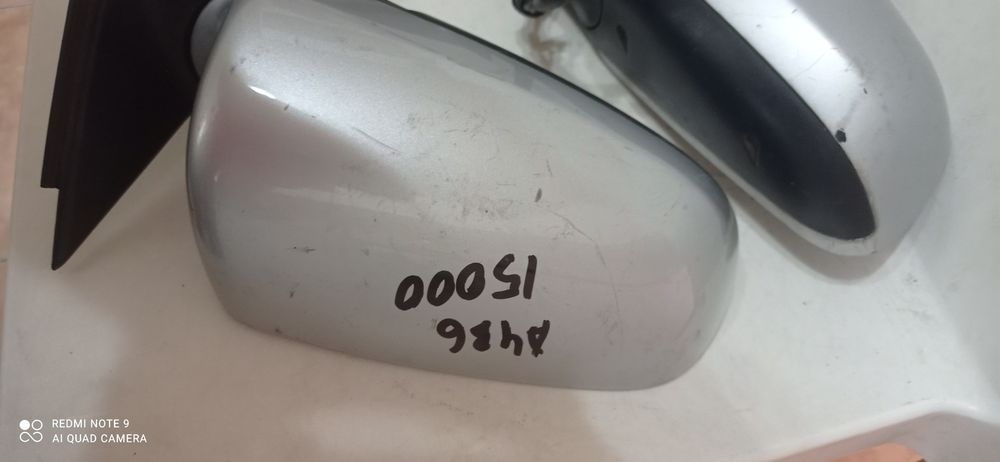 A4B6
15000
REDMI NOTE 9
AI QUAD CAMERA